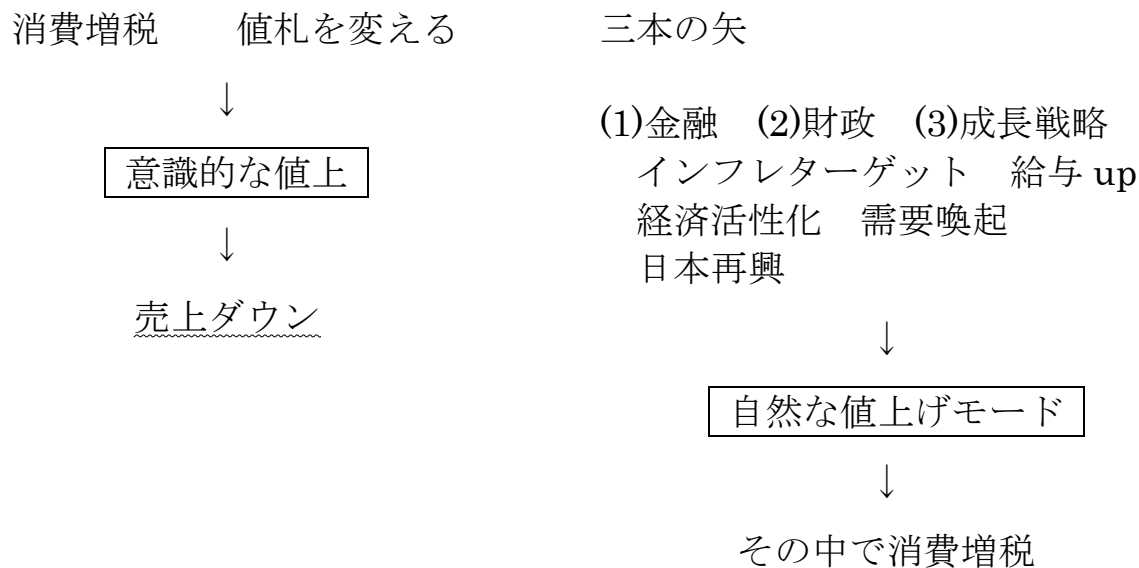 消費増税　　値札を変える
↓
意識的な値上
↓
売上ダウン
三本の矢
(1)金融　(2)財政　(3)成長戦略
インフレターゲット　給与 up
経済活性化　需要喚起
日本再興
↓
自然な値上げモード
↓
その中で消費増税